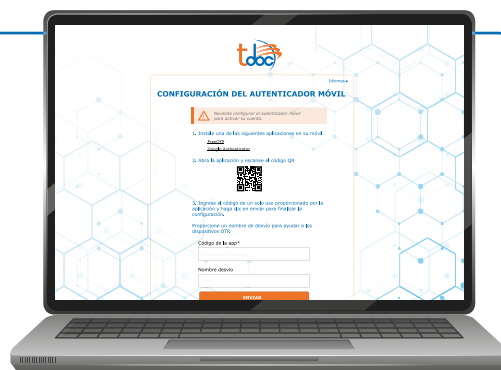 tdoc
Idiomas
CONFIGURACIÓN DEL AUTENTICADOR MÓVIL
Necesita configurar el autenticador móvil
para activar su cuenta.
1. Instale una de las siguientes aplicaciones en su móvil
FreeOTP
Google Authenticator
2. Abra la aplicación y escanee el código QR
3. Ingrese el código de un solo uso proporcionado por la
aplicación y haga clic en enviar para finalizar la
configuración.
Proporcione un nombre de desvío para ayudar a los
dispositivos OTR
Código de la app*
Nombre desvío
ENVIAR